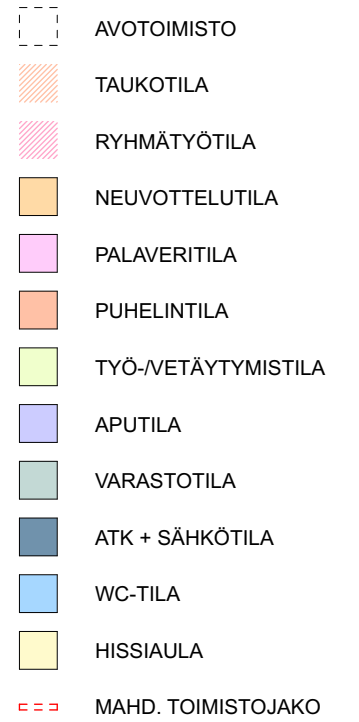 AVOTOIMISTO
TAUKOTILA
RYHMÄTYÖTILA
NEUVOTTELUTILA
PALAVERITILA
PUHELINTILA
TYÖ-/VETÄYTYMISTILA
APUTILA
VARASTOTILA
ATK + SÄHKÖTILA
WC-TILA
HISSIAULA
MAHD. TOIMISTOJAKO